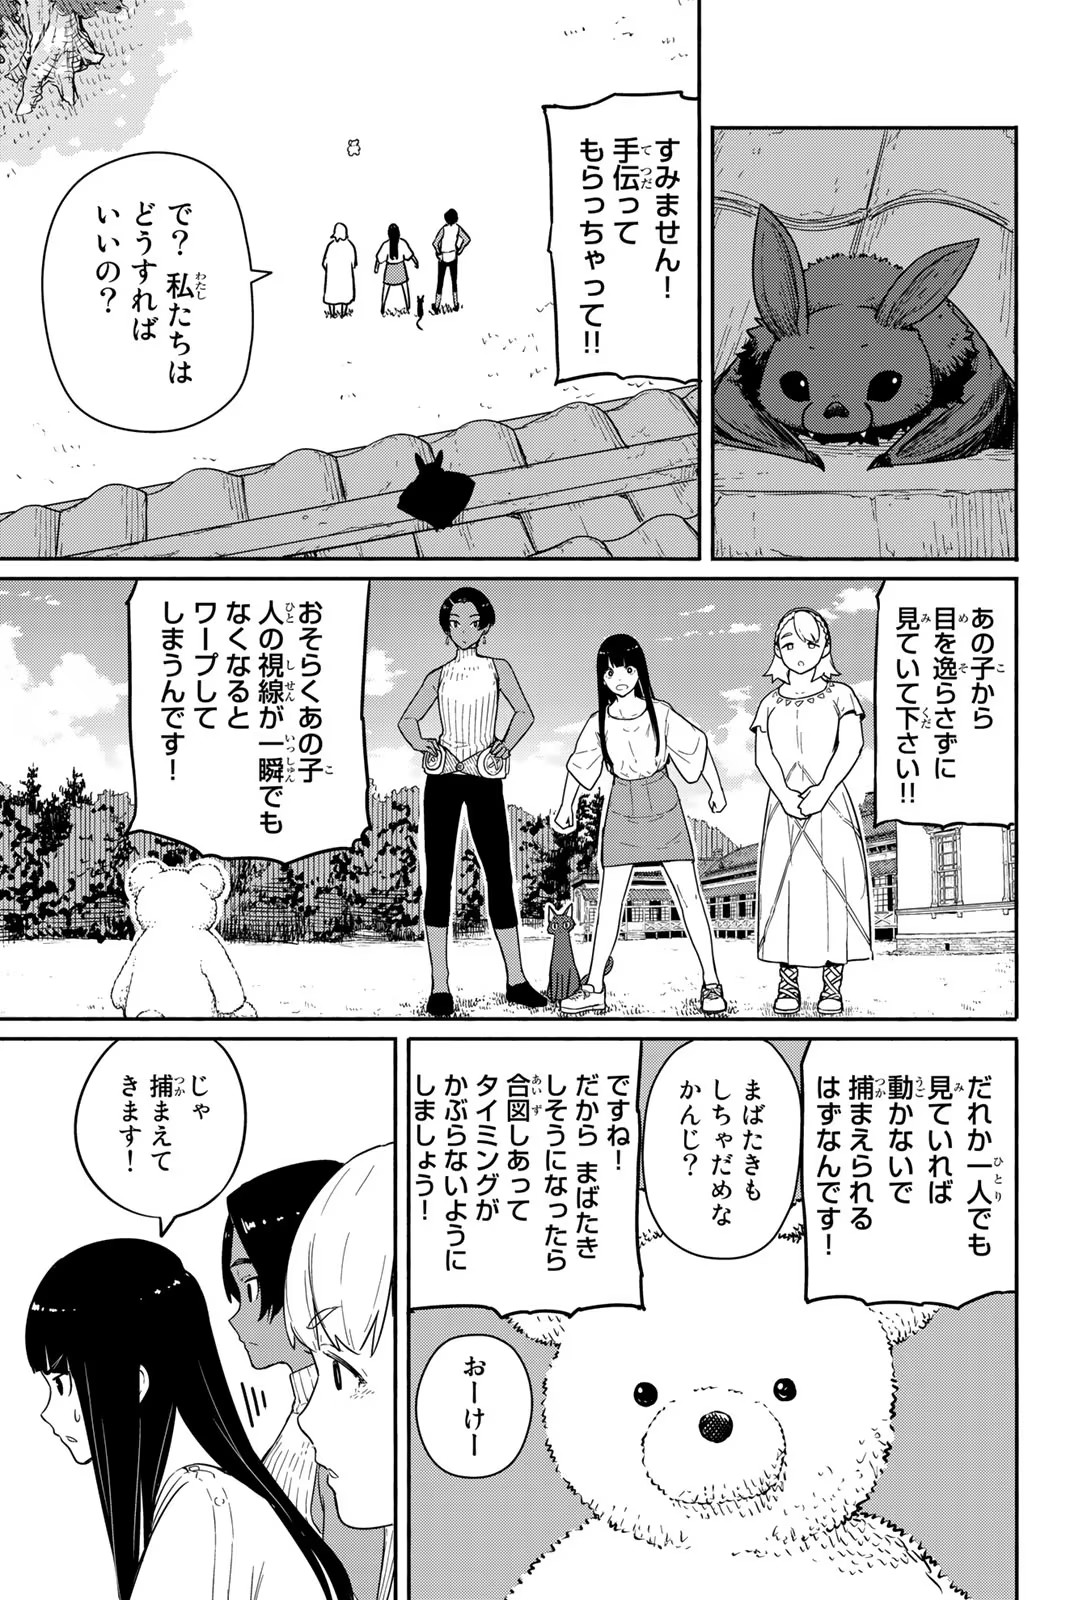 すみません！
手伝って
もらっちゃって!!
で？ 私たちは
どうすれば
いいの？
あの子から
目を逸らさずに
見ていて下さい!!
おそらくあの子
人の視線が一瞬でも
なくなると
ワープして
しまうんです！
だれか一人でも
見ていれば
動かないで
捕まえられる
はずなんです！
まばたきも
しちゃだめな
かんじ？
ですね！
だから まばたき
しそうになったら
合図しあって
タイミングが
かぶらないように
しましょう！
おーけー
じゃ
捕まえて
きます！